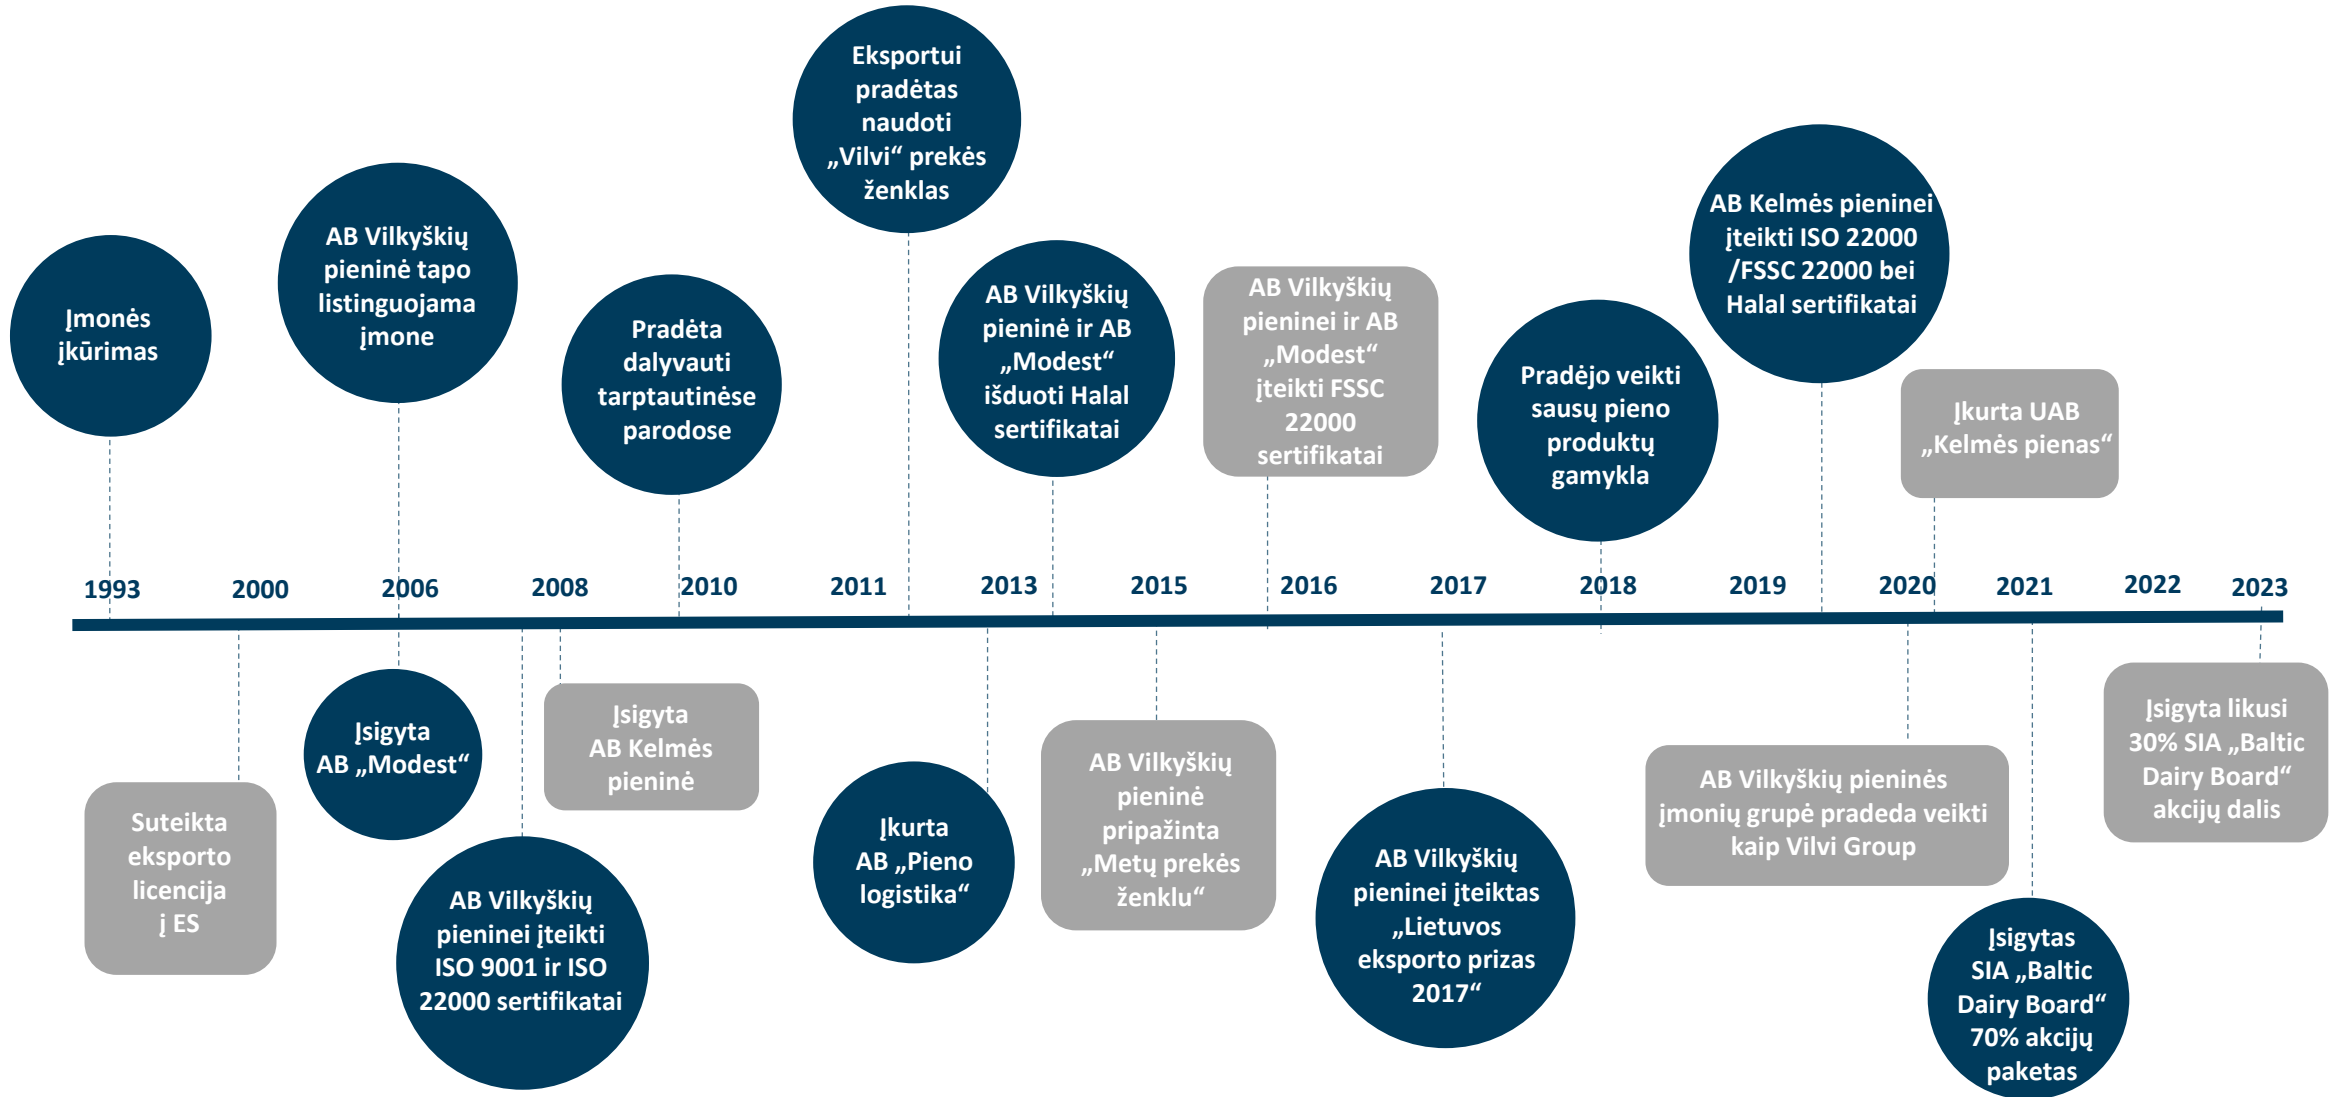 Eksportui
pradėtas
naudoti
„Vilvi“ prekės
ženklas
AB Vilkyškių
pieninė tapo
listinguojama
įmone
AB Kelmės pieninei
įteikti ISO 22000
/FSSC 22000 bei
Halal sertifikatai
Įmonės
įkūrimas
Pradėta
dalyvauti
tarptautinėse
parodose
AB Vilkyškių
pieninė ir AB
„Modest“
išduoti Halal
sertifikatai
AB Vilkyškių
pieninei ir AB
„Modest“
įteikti FSSC
22000
sertifikatai
Pradėjo veikti
sausų pieno
produktų
gamykla
Įkurta UAB
„Kelmės pienas“
1993
2000
2006
2008
2010
2011
2013
2015
2016
2017
2018
2019
2020
2021
2022
2023
Suteikta
eksporto
licencija
į ES
Įsigyta
AB „Modest“
AB Vilkyškių
pieninei įteikti
ISO 9001 ir ISO
22000 sertifikatai
Įsigyta
AB Kelmės
pieninė
Įkurta
AB „Pieno
logistika“
AB Vilkyškių
pieninė
pripažinta
„Metų prekės
ženklu“
AB Vilkyškių
pieninei įteiktas
„Lietuvos
eksporto prizas
2017“
AB Vilkyškių pieninės
įmonių grupė pradeda veikti
kaip Vilvi Group
Įsigytas
SIA „Baltic
Dairy Board“
70% akcijų
paketas
Įsigyta likusi
30% SIA „Baltic
Dairy Board“
akcijų dalis